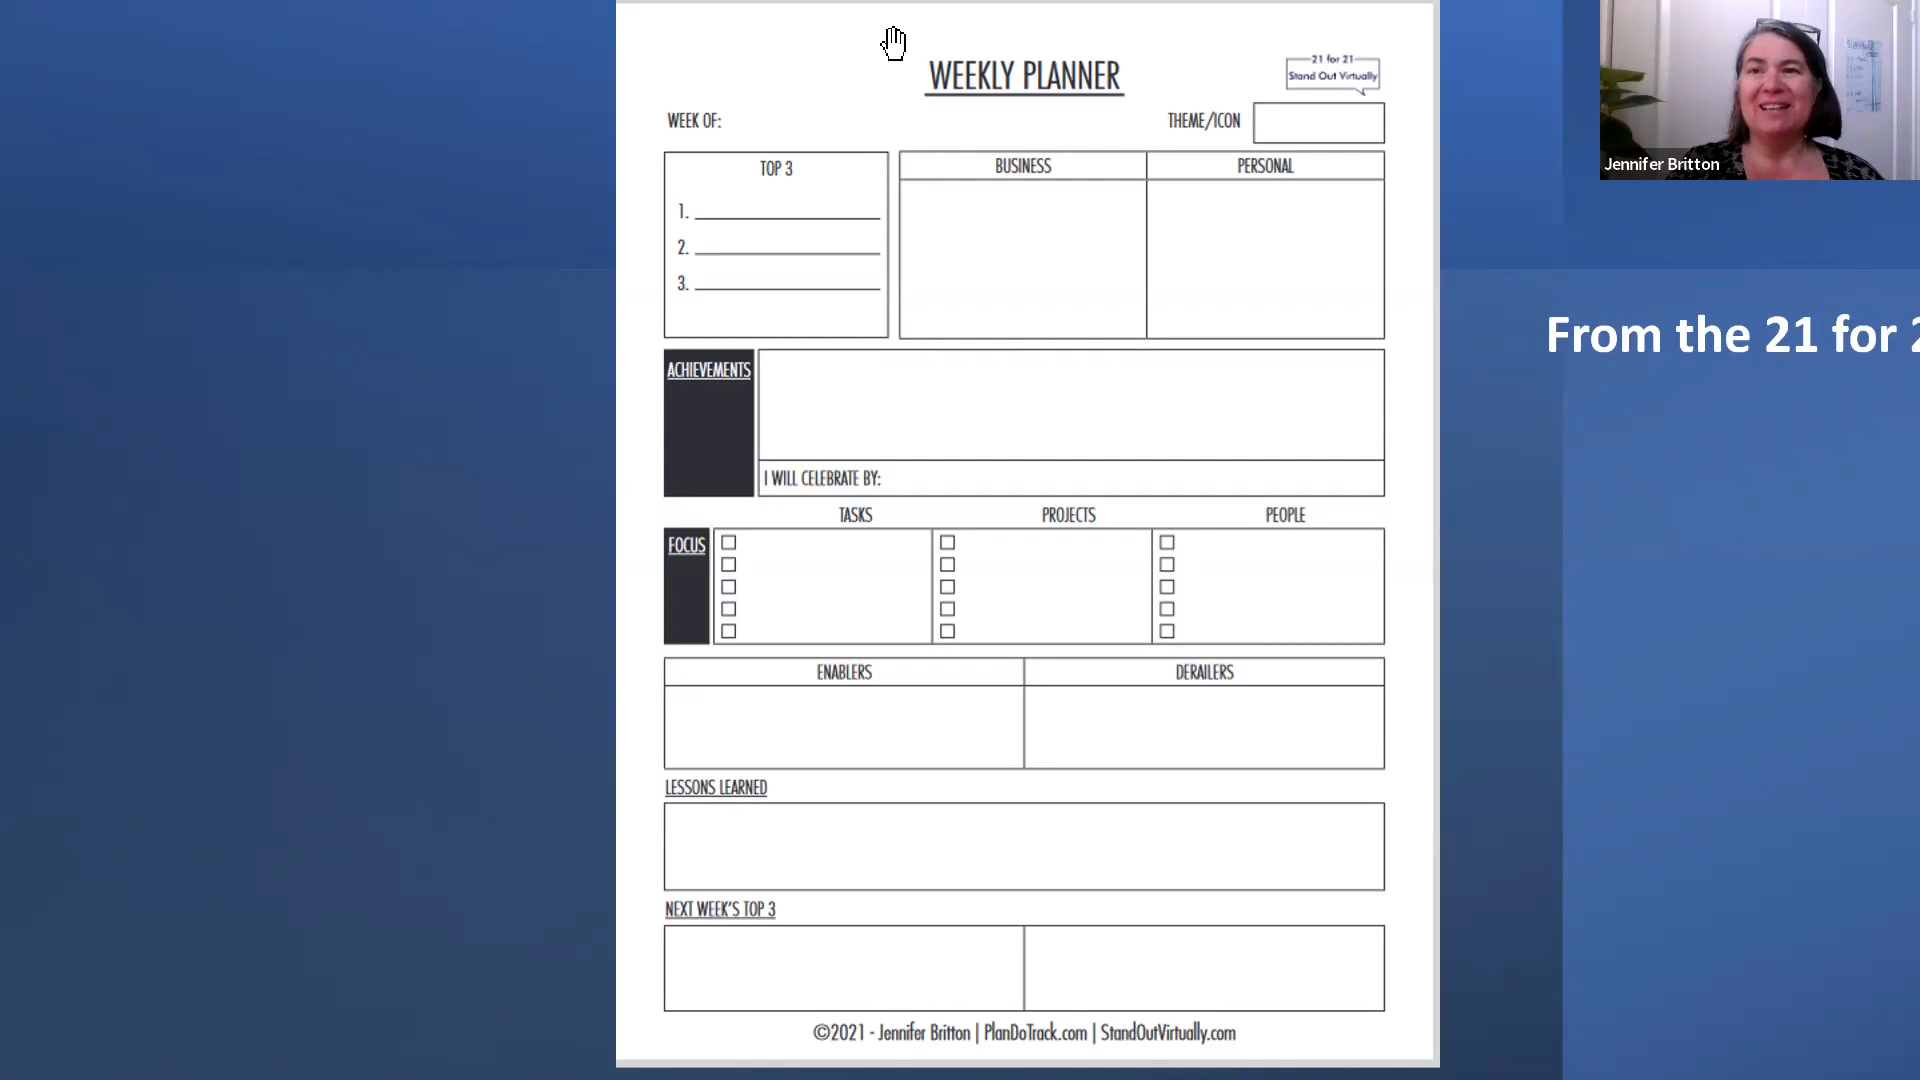 WEEKLY PLANNER
21 for 21
Stand Out Virtually
WEEK OF:
THEME/ICON
TOP 3
BUSINESS
PERSONAL
1.
2.
3.
ACHIEVEMENTS
I WILL CELEBRATE BY:
TASKS
PROJECTS
PEOPLE
FOCUS
ENABLERS
DERAILERS
LESSONS LEARNED
NEXT WEEK'S TOP 3
©2021 - Jennifer Britton | PlanDoTrack.com | StandOutVirtually.com
Jennifer Britton
From the 21 for